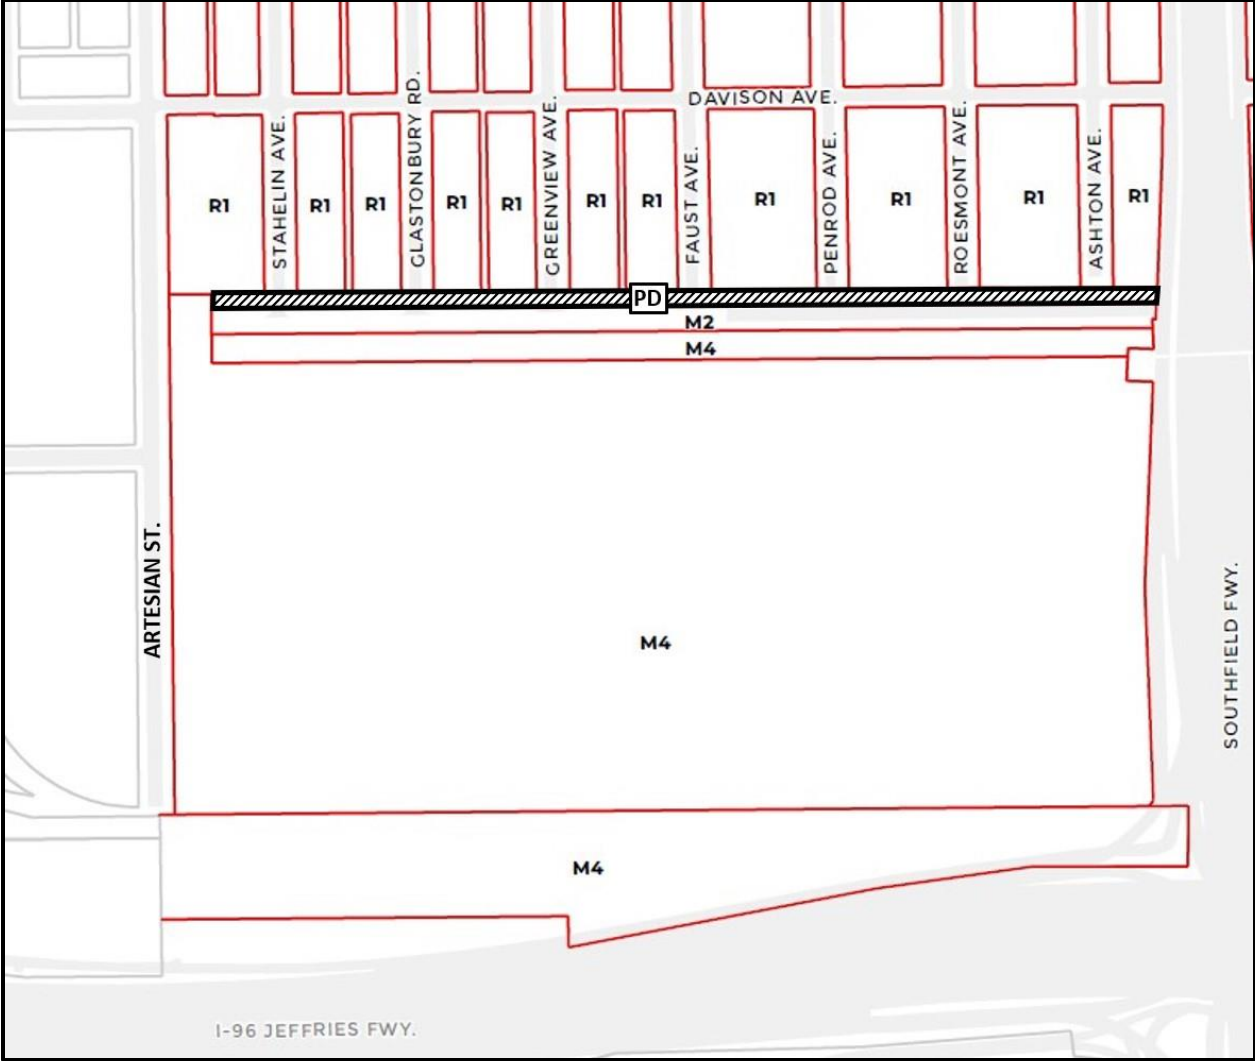 DAVISON AVE.
STAHELIN AVE.
GLASTONBURY RD.
GREENVIEW AVE.
FAUST AVE.
PENROD AVE.
ROESMONT AVE.
ASHTON AVE.
R1
R1
R1
R1
R1
R1
R1
R1
R1
R1
R1
PD
M2
M4
ARTESIAN ST.
M4
SOUTHFIELD FWY.
M4
I-96 JEFFRIES FWY.